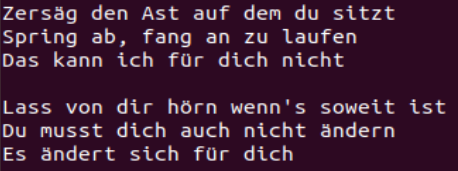 Zersäg den Ast auf dem du sitzt
Spring ab, fang an zu laufen
Das kann ich für dich nicht

Lass von dir hörn wenn's soweit ist
Du musst dich auch nicht ändern
Es ändert sich für dich